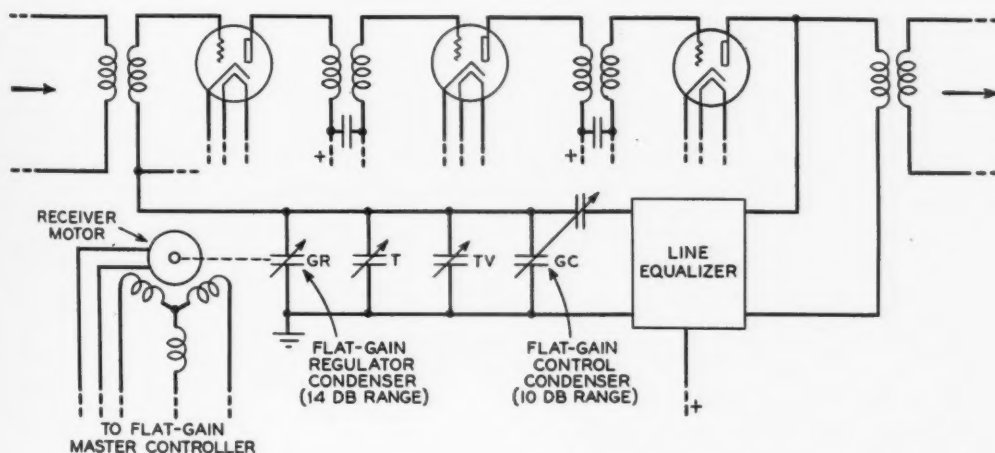 RECEIVER
MOTOR
GR
T
TV
GC
LINE
EQUALIZER
FLAT-GAIN
REGULATOR
CONDENSER
(14 DB RANGE)
FLAT-GAIN
CONTROL
CONDENSER
(10 DB RANGE)
TO FLAT-GAIN
MASTER CONTROLLER
+
+
+